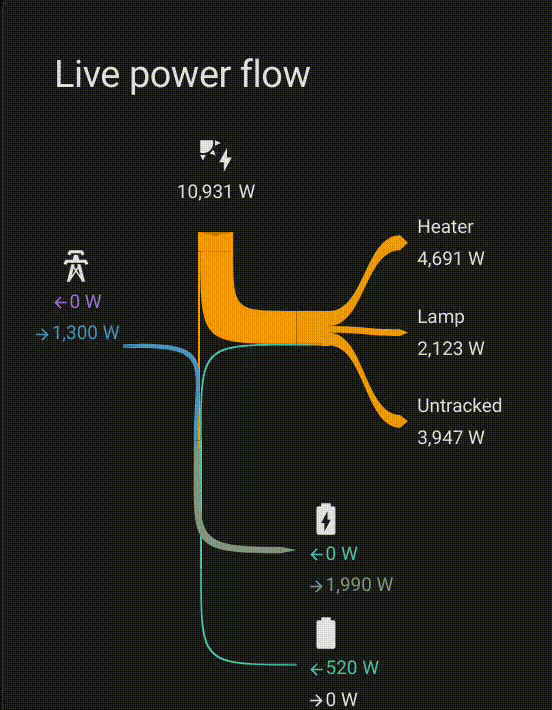 Live power flow
10,931 W
Heater
4,691 W
←0 W
→1,300 W
Lamp
2,123 W
Untracked
3,947 W
←0 W
→1,990 W
←520 W
→0 W